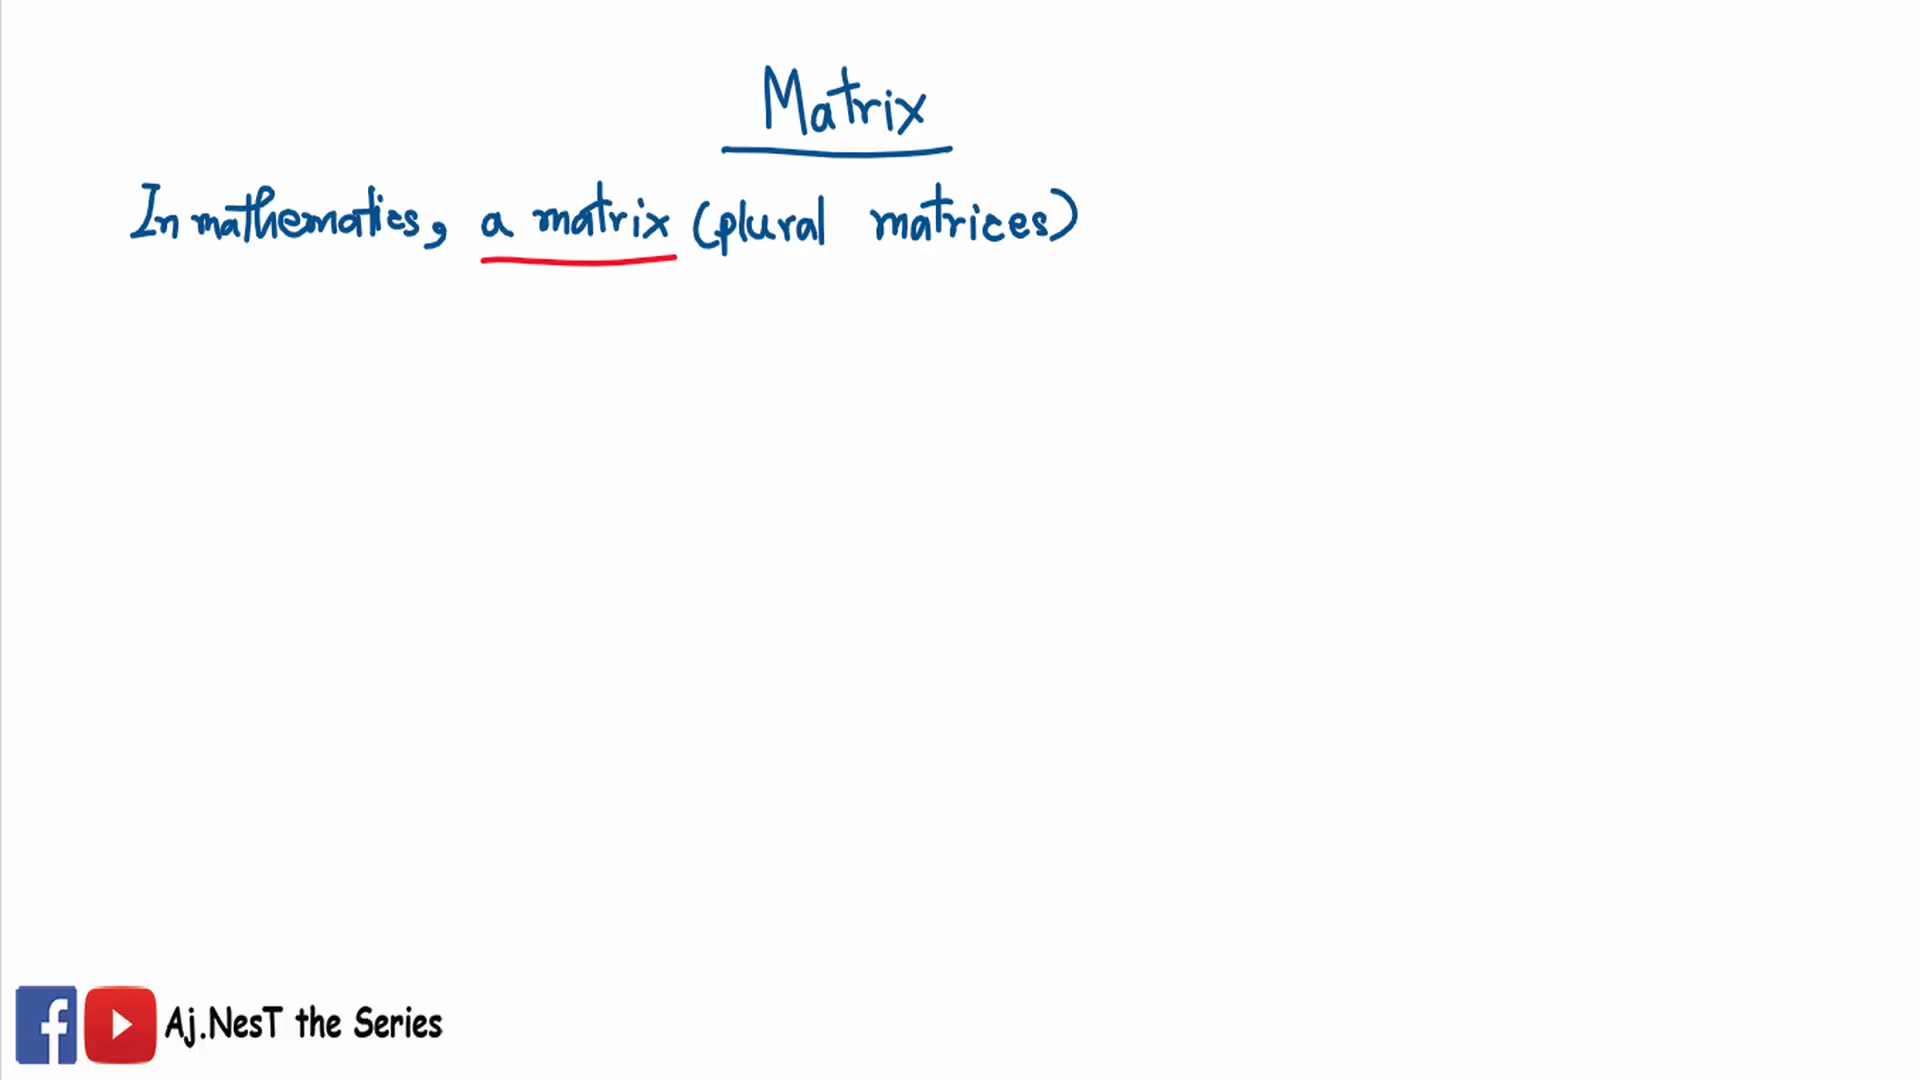 Matrix
In mathematics, a matrix (plural matrices)
Aj.NesT the Series